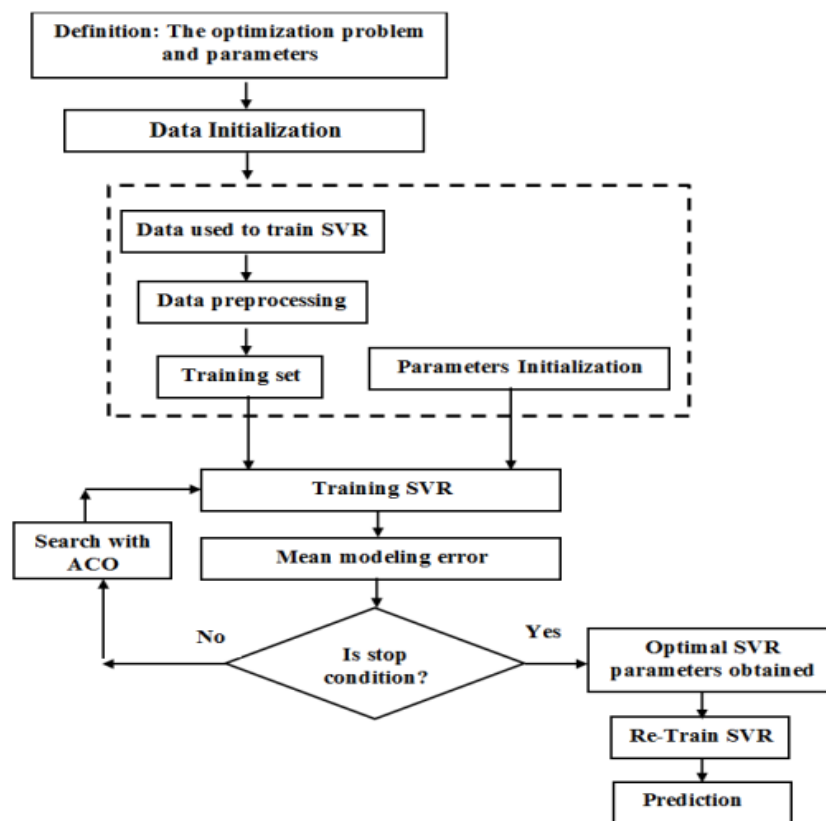 Definition: The optimization problem
and parameters
Data Initialization
Data used to train SVR
Data preprocessing
Training set
Parameters Initialization
Training SVR
Search with
ACO
Mean modeling error
No
Is stop
condition?
Yes
Optimal SVR
parameters obtained
Re-Train SVR
Prediction